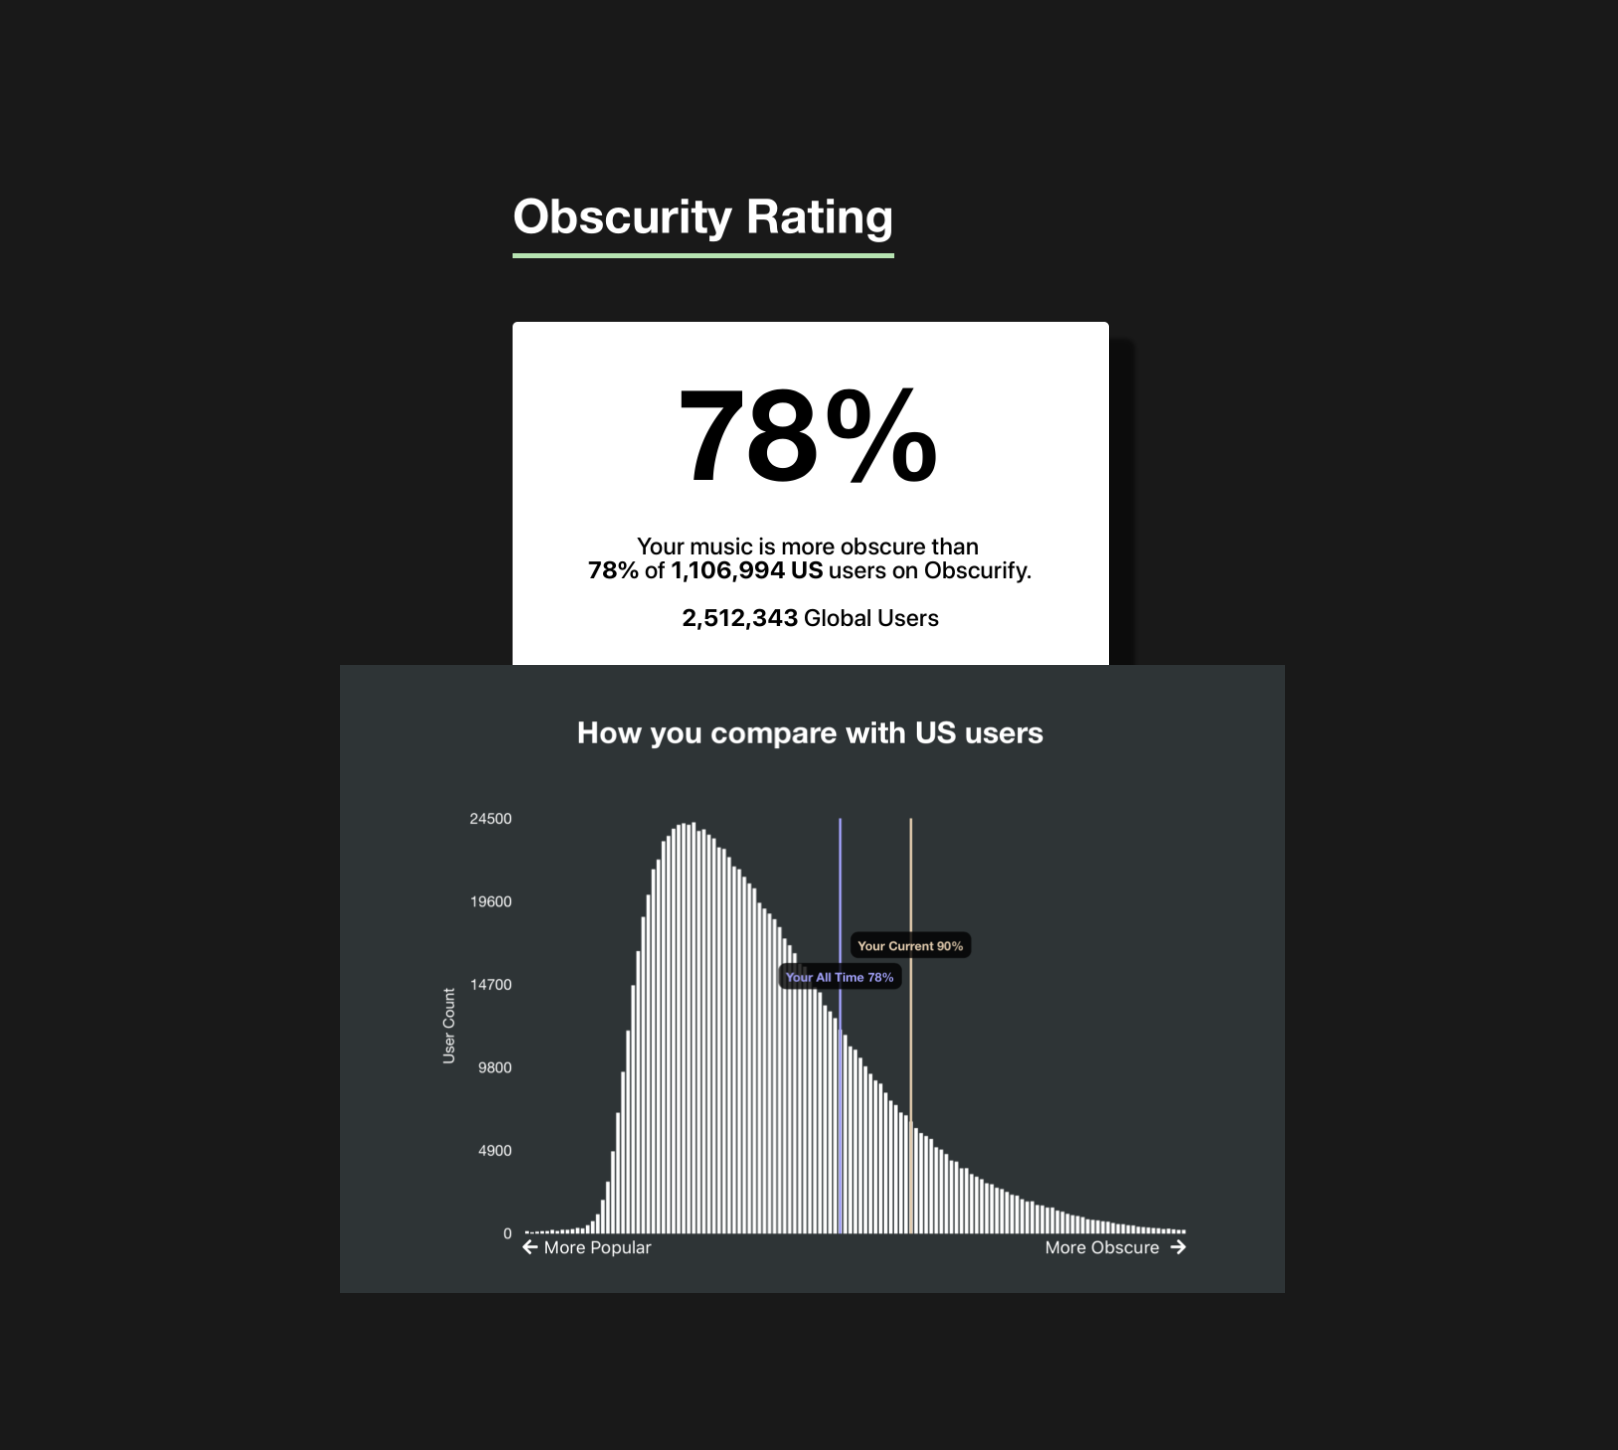 Obscurity Rating
78%
Your music is more obscure than
78% of 1,106,994 US users on Obscurify.
2,512,343 Global Users
How you compare with US users
24500
19600
14700
9800
4900
0
User Count
Your Current 90%
Your All Time 78%
← More Popular
More Obscure →